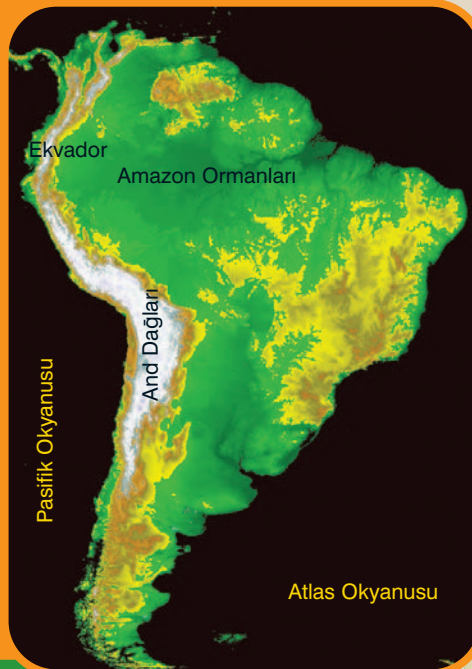 Ekvador
Amazon Ormanları
And Dağları
Pasifik Okyanusu
Atlas Okyanusu